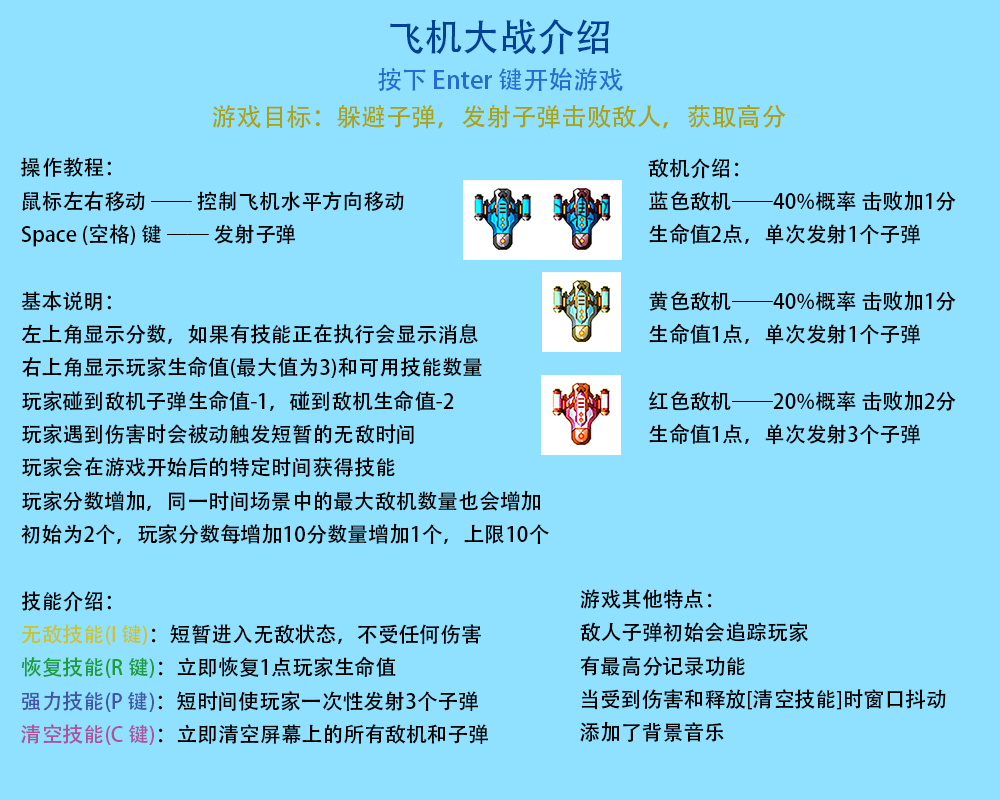 飞机大战介绍
按下 Enter 键开始游戏
游戏目标：躲避子弹，发射子弹击败敌人，获取高分
操作教程：
鼠标左右移动 —— 控制飞机水平方向移动
Space (空格) 键 —— 发射子弹
基本说明：
左上角显示分数，如果有技能正在执行会显示消息
右上角显示玩家生命值(最大值为3)和可用技能数量
玩家碰到敌机子弹生命值-1，碰到敌机生命值-2
玩家遇到伤害时会被动触发短暂的无敌时间
玩家会在游戏开始后的特定时间获得技能
玩家分数增加，同一时间场景中的最大敌机数量也会增加
初始为2个，玩家分数每增加10分数量增加1个，上限10个
敌机介绍：
蓝色敌机——40%概率 击败加1分
生命值2点，单次发射1个子弹
黄色敌机——40%概率 击败加1分
生命值1点，单次发射1个子弹
红色敌机——20%概率 击败加2分
生命值1点，单次发射3个子弹
技能介绍：
无敌技能(I 键)：短暂进入无敌状态，不受任何伤害
恢复技能(R 键)：立即恢复1点玩家生命值
强力技能(P 键)：短时间使玩家一次性发射3个子弹
清空技能(C 键)：立即清空屏幕上的所有敌机和子弹
游戏其他特点：
敌人子弹初始会追踪玩家
有最高分记录功能
当受到伤害和释放[清空技能]时窗口抖动
添加了背景音乐